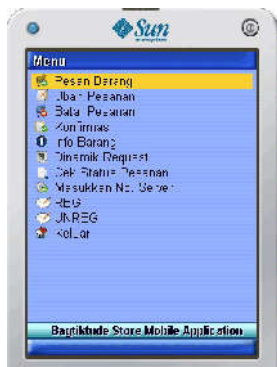 Sun
Menu
Pesan Barang
Ubah Pesanan
Batal Pesanan
Konfirmasi
Info Barang
Dinamik Request
Cek Status Pesanan
Masukkan No. Server
REG
UNREG
Keluar
Bagtiktude Store Mobile Application